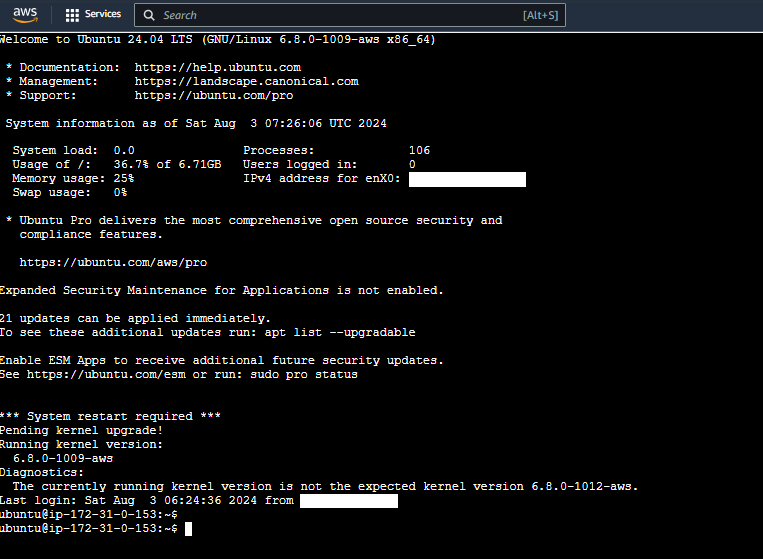 aws Services Search [Alt+S]
Welcome to Ubuntu 24.04 LTS (GNU/Linux 6.8.0-1009-aws x86_64)
* Documentation: https://help.ubuntu.com
* Management: https://landscape.canonical.com
* Support: https://ubuntu.com/pro
System information as of Sat Aug 3 07:26:06 UTC 2024
System load: 0.0 Processes: 106
Usage of /: 36.7% of 6.71GB Users logged in: 0
Memory usage: 25% IPv4 address for enX0:
Swap usage: 0%
* Ubuntu Pro delivers the most comprehensive open source security and
compliance features.
https://ubuntu.com/aws/pro
Expanded Security Maintenance for Applications is not enabled.
21 updates can be applied immediately.
To see these additional updates run: apt list --upgradable
Enable ESM Apps to receive additional future security updates.
See https://ubuntu.com/esm or run: sudo pro status
*** System restart required ***
Pending kernel upgrade!
Running kernel version:
6.8.0-1009-aws
Diagnostics:
The currently running kernel version is not the expected kernel version 6.8.0-1012-aws.
Last login: Sat Aug 3 06:24:36 2024 from
ubuntu@ip-172-31-0-153:~$
ubuntu@ip-172-31-0-153:~$